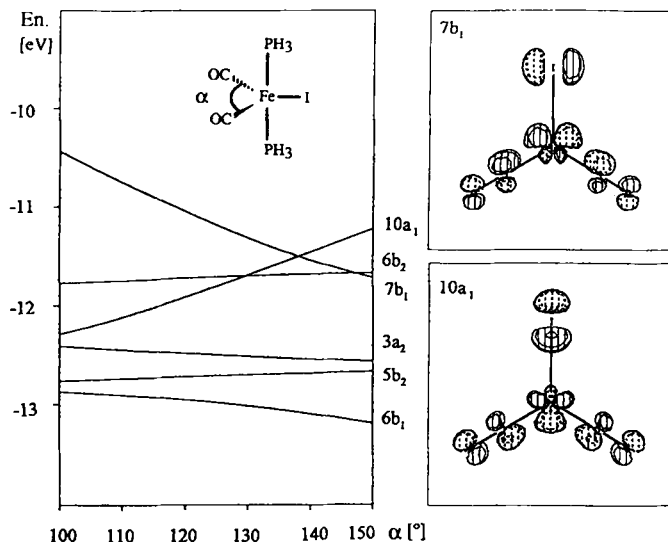 En.
[eV]
-10
-11
-12
-13
PH3
OC
α
Fe
I
OC
PH3
10a₁
6b₂
7b₁
3a₂
5b₂
6b₁
100 110 120 130 140 150 α [°]
7b₁
10a₁